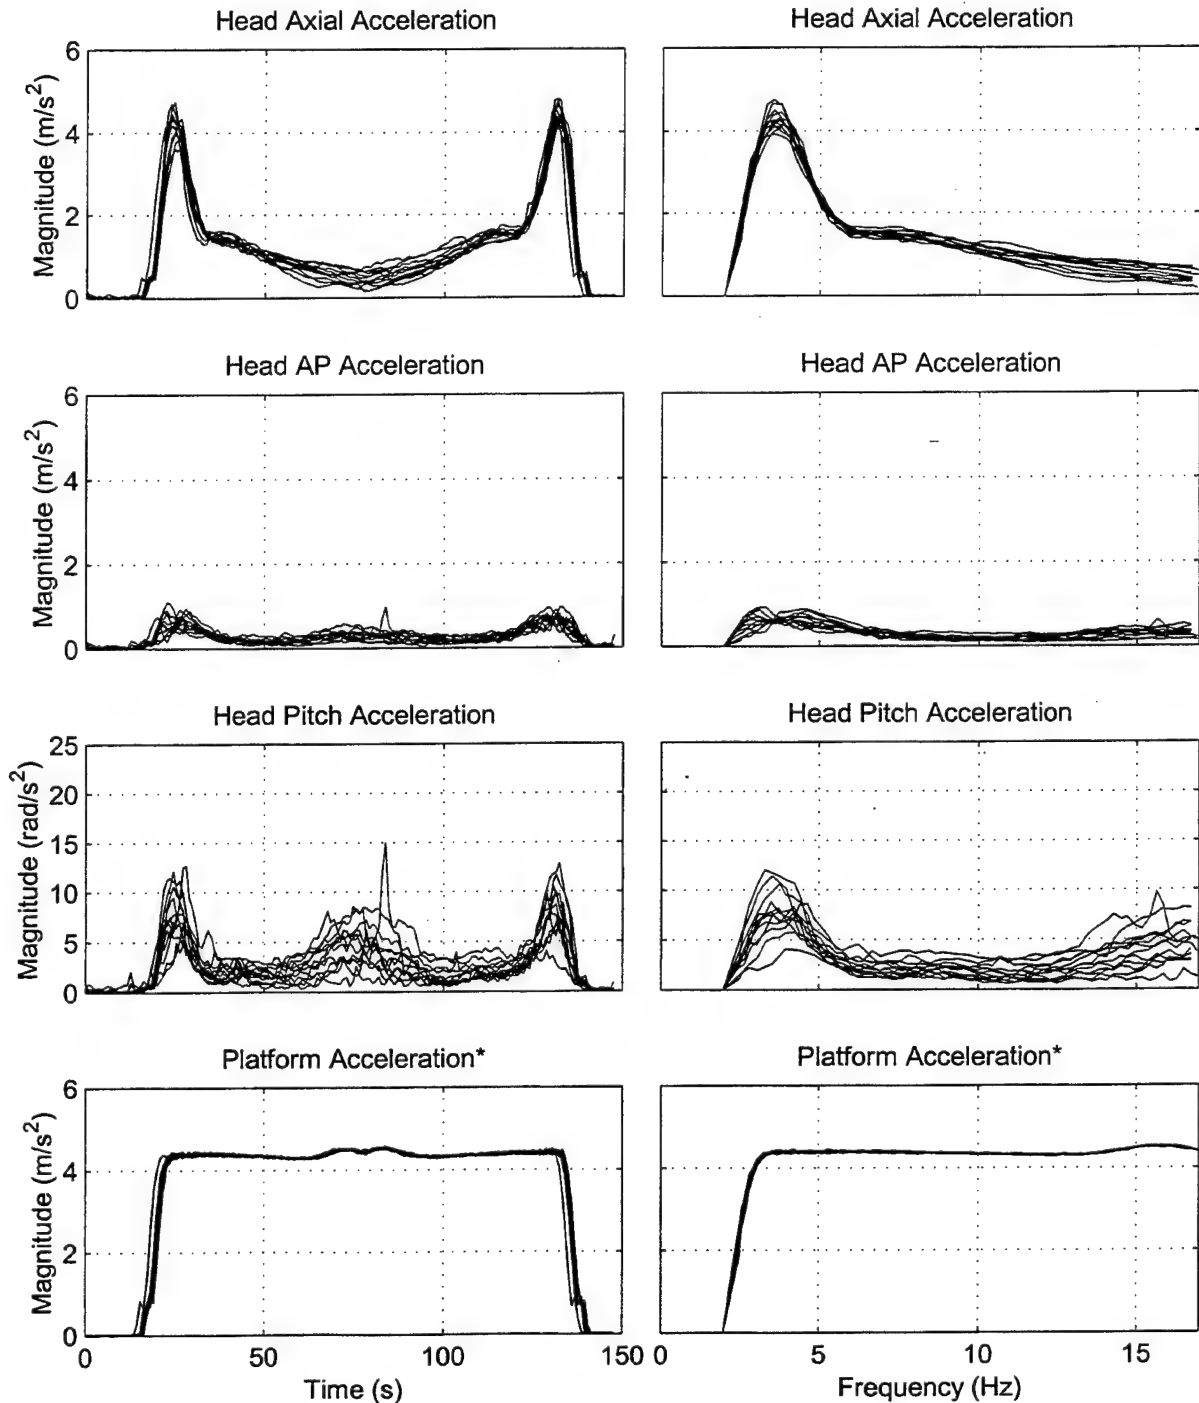 Head Axial Acceleration
Head Axial Acceleration
Magnitude (m/s²)
6
4
2
0
Head AP Acceleration
Head AP Acceleration
Magnitude (m/s²)
6
4
2
0
Head Pitch Acceleration
Head Pitch Acceleration
Magnitude (rad/s²)
25
20
15
10
5
0
Platform Acceleration*
Platform Acceleration*
Magnitude (m/s²)
6
4
2
0
0 50 100 150
0 5 10 15
Time (s)
Frequency (Hz)